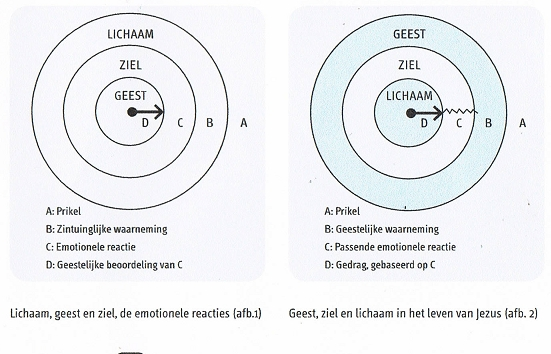 LICHAAM
ZIEL
GEEST
D C B A
A: Prikel
B: Zintuinglijke waarneming
C: Emotionele reactie
D: Geestelijke beoordeling van C
Lichaam, geest en ziel, de emotionele reacties (afb.1)
GEEST
ZIEL
LICHAAM
D C B A
A: Prikel
B: Geestelijke waarneming
C: Passende emotionele reactie
D: Gedrag, gebaseerd op C
Geest, ziel en lichaam in het leven van Jezus (afb. 2)